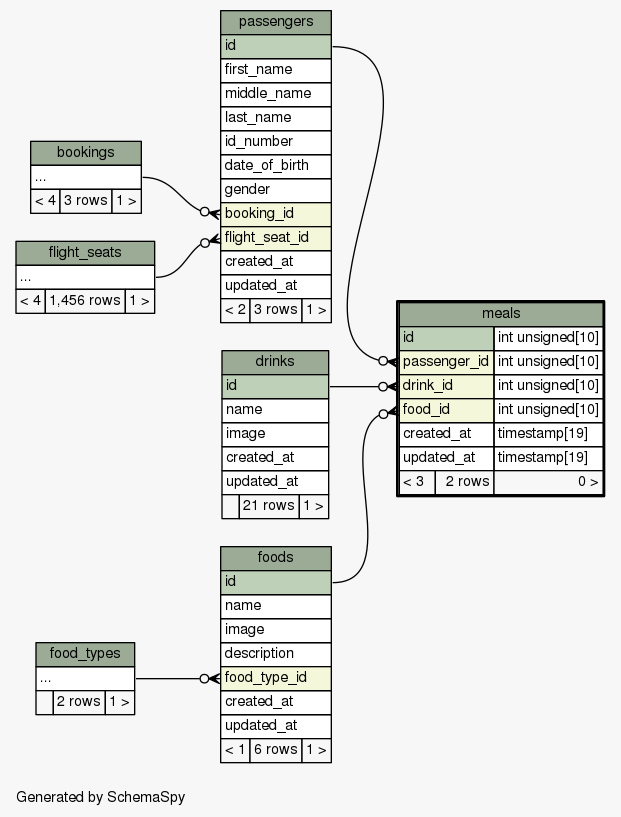 passengers
id
first_name
middle_name
last_name
id_number
date_of_birth
gender
booking_id
flight_seat_id
created_at
updated_at
< 2 3 rows 1 >
bookings
...
< 4 3 rows 1 >
flight_seats
...
< 4 1,456 rows 1 >
meals
id int unsigned[10]
passenger_id int unsigned[10]
drink_id int unsigned[10]
food_id int unsigned[10]
created_at timestamp[19]
updated_at timestamp[19]
< 3 2 rows 0 >
drinks
id
name
image
created_at
updated_at
21 rows 1 >
foods
id
name
image
description
food_type_id
created_at
updated_at
< 1 6 rows 1 >
food_types
...
2 rows 1 >
Generated by SchemaSpy